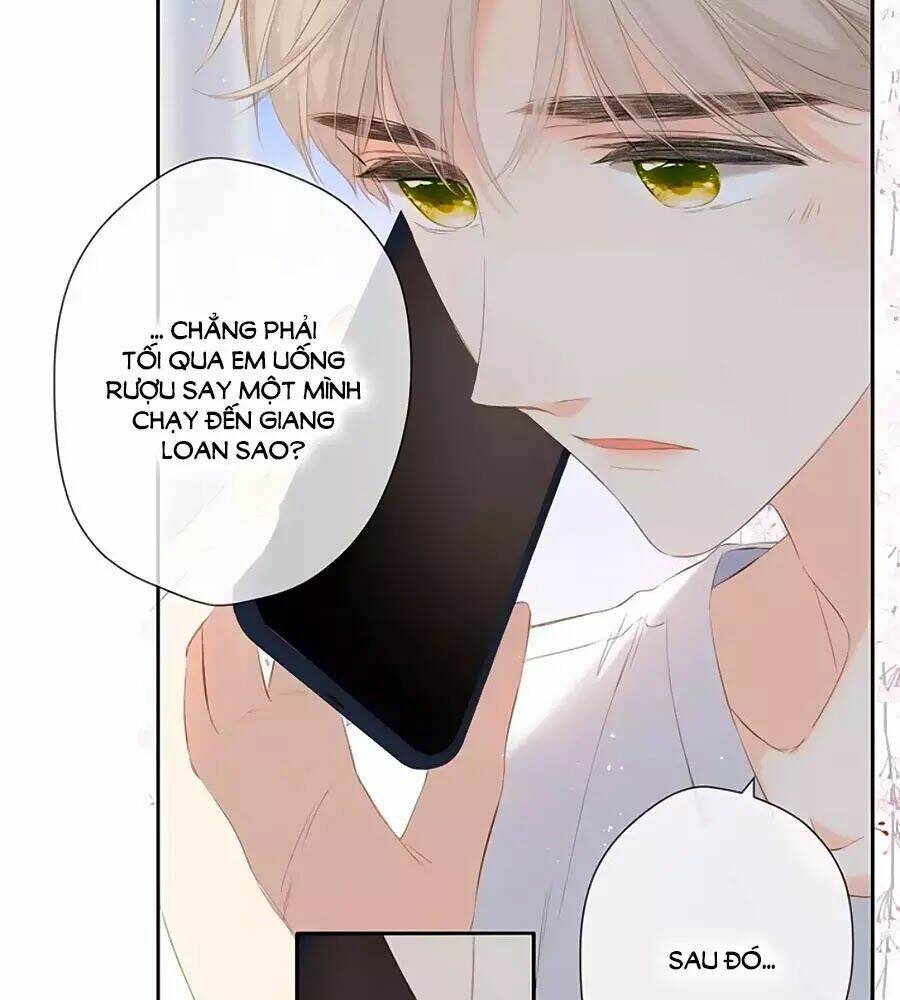 ... CHẲNG PHẢI
TỐI QUA EM UỐNG
RƯỢU SAY MỘT MÌNH
CHẠY ĐẾN GIANG
LOAN SAO?
SAU ĐÓ...